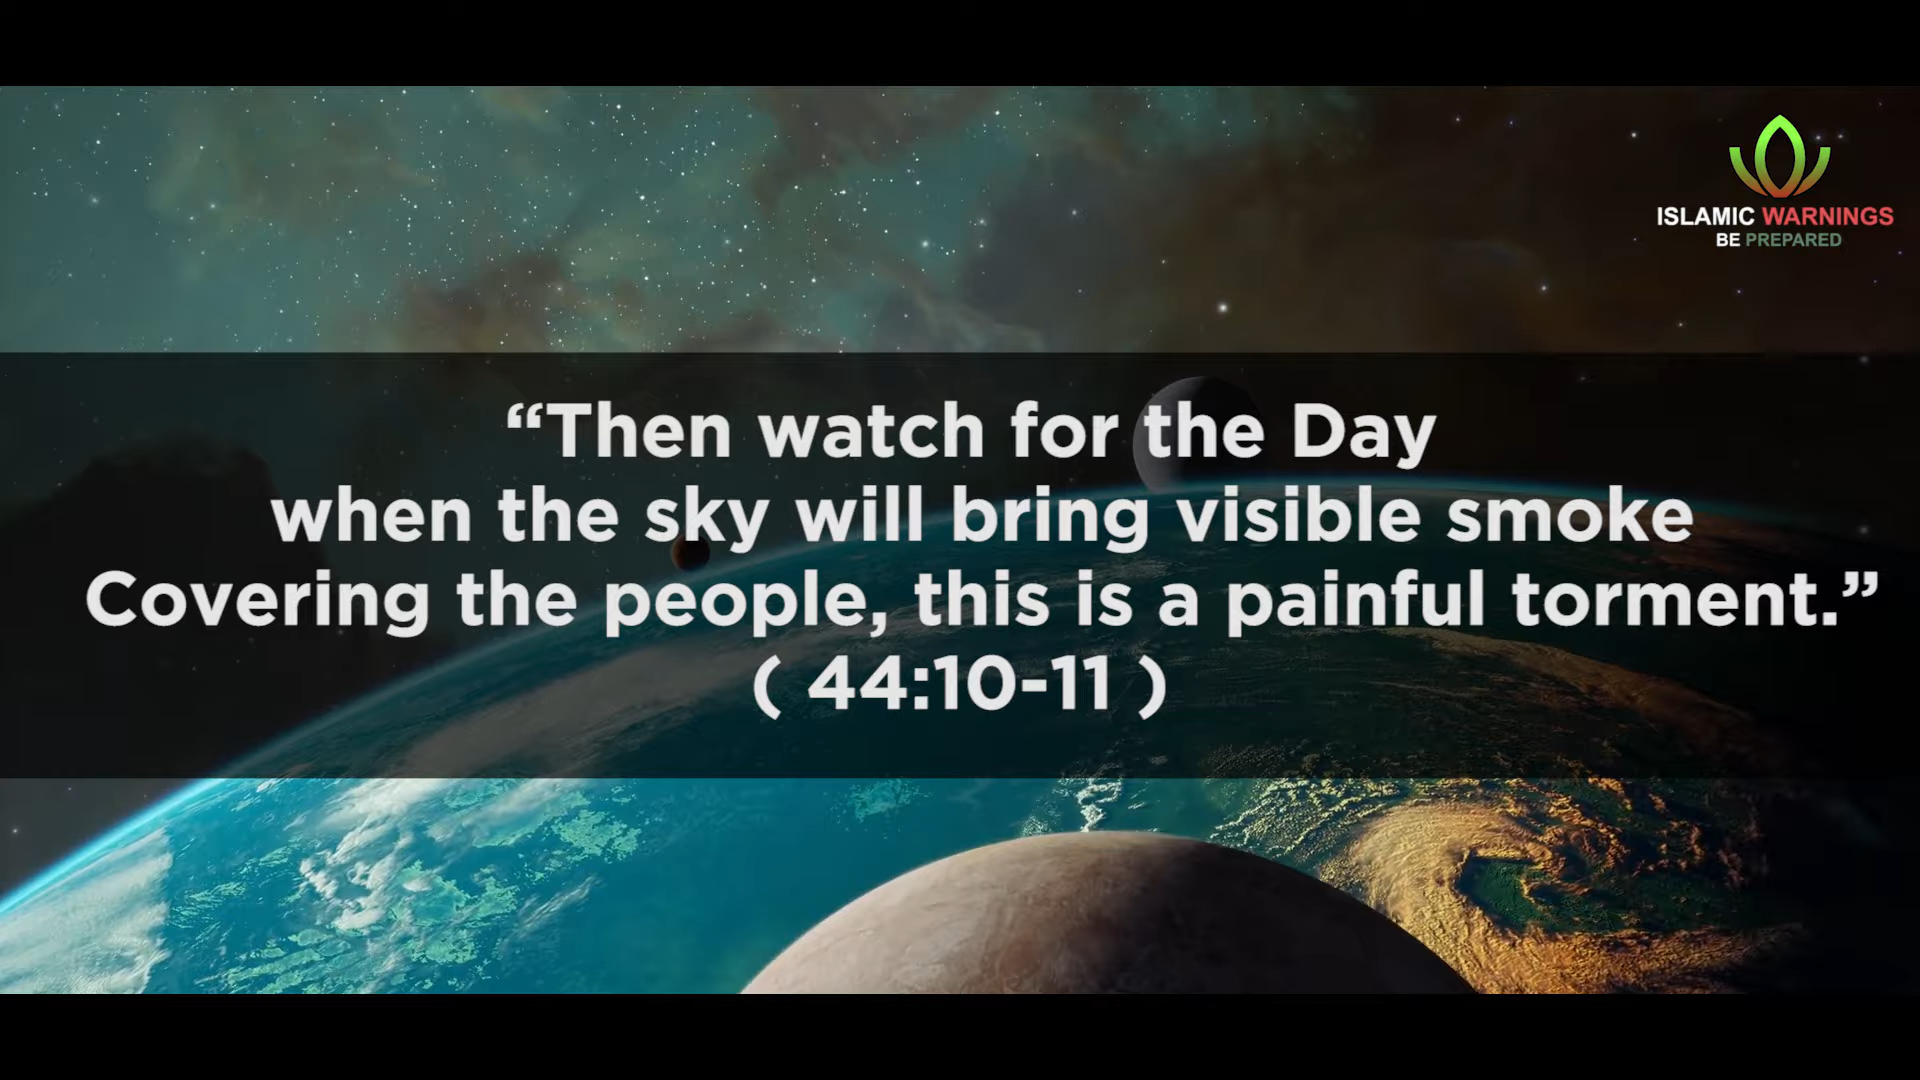 ISLAMIC WARNINGS
BE PREPARED
“Then watch for the Day
when the sky will bring visible smoke
Covering the people, this is a painful torment.”
( 44:10-11 )